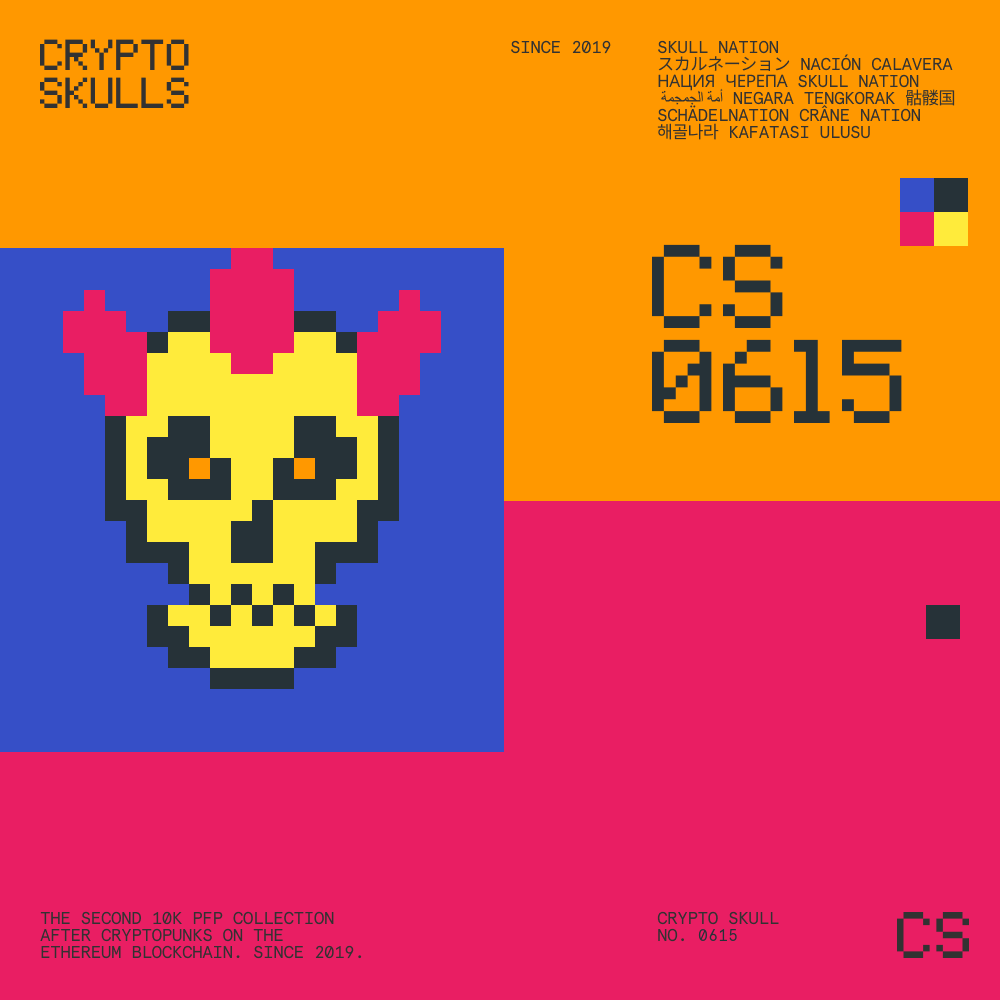 CRYPTO
SKULLS
SINCE 2019
SKULL NATION
スカルネーション NACIÓN CALAVERA
НАЦИЯ ЧЕРЕПА SKULL NATION
أمة الجمجمة NEGARA TENGKORAK 骷髅国
SCHÄDELNATION CRÂNE NATION
해골나라 KAFATASI ULUSU
CS
0615
THE SECOND 10K PFP COLLECTION
AFTER CRYPTOPUNKS ON THE
ETHEREUM BLOCKCHAIN. SINCE 2019.
CRYPTO SKULL
NO. 0615
CS